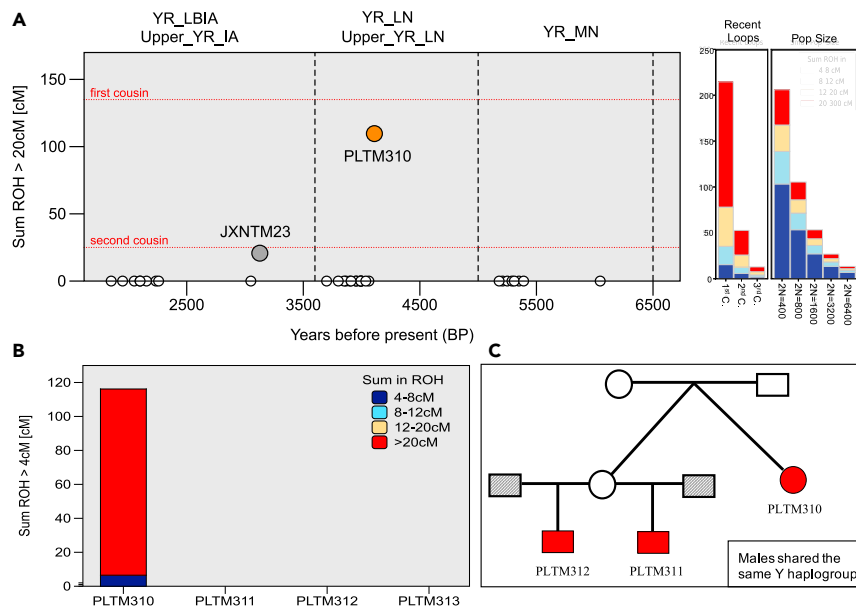 A
YR_LBIA
Upper_YR_IA
YR_LN
Upper_YR_LN
YR_MN
Sum ROH > 20cM [cM]
150
100
50
0
first cousin
second cousin
PLTM310
JXNTM23
2500
3500
4500
5500
6500
Years before present (BP)
Recent
Loops
Pop Size
250
200
150
100
50
0
Sum ROH in
4 8 cM
8 12 cM
12 20 cM
20 300 cM
1st C.
2nd C.
3rd C.
2N=400
2N=800
2N=1600
2N=3200
2N=6400
B
Sum ROH > 4cM [cM]
120
100
80
60
40
20
0
Sum in ROH
4-8cM
8-12cM
12-20cM
>20cM
PLTM310
PLTM311
PLTM312
PLTM313
C
PLTM310
PLTM312
PLTM311
Males shared the
same Y haplogroup